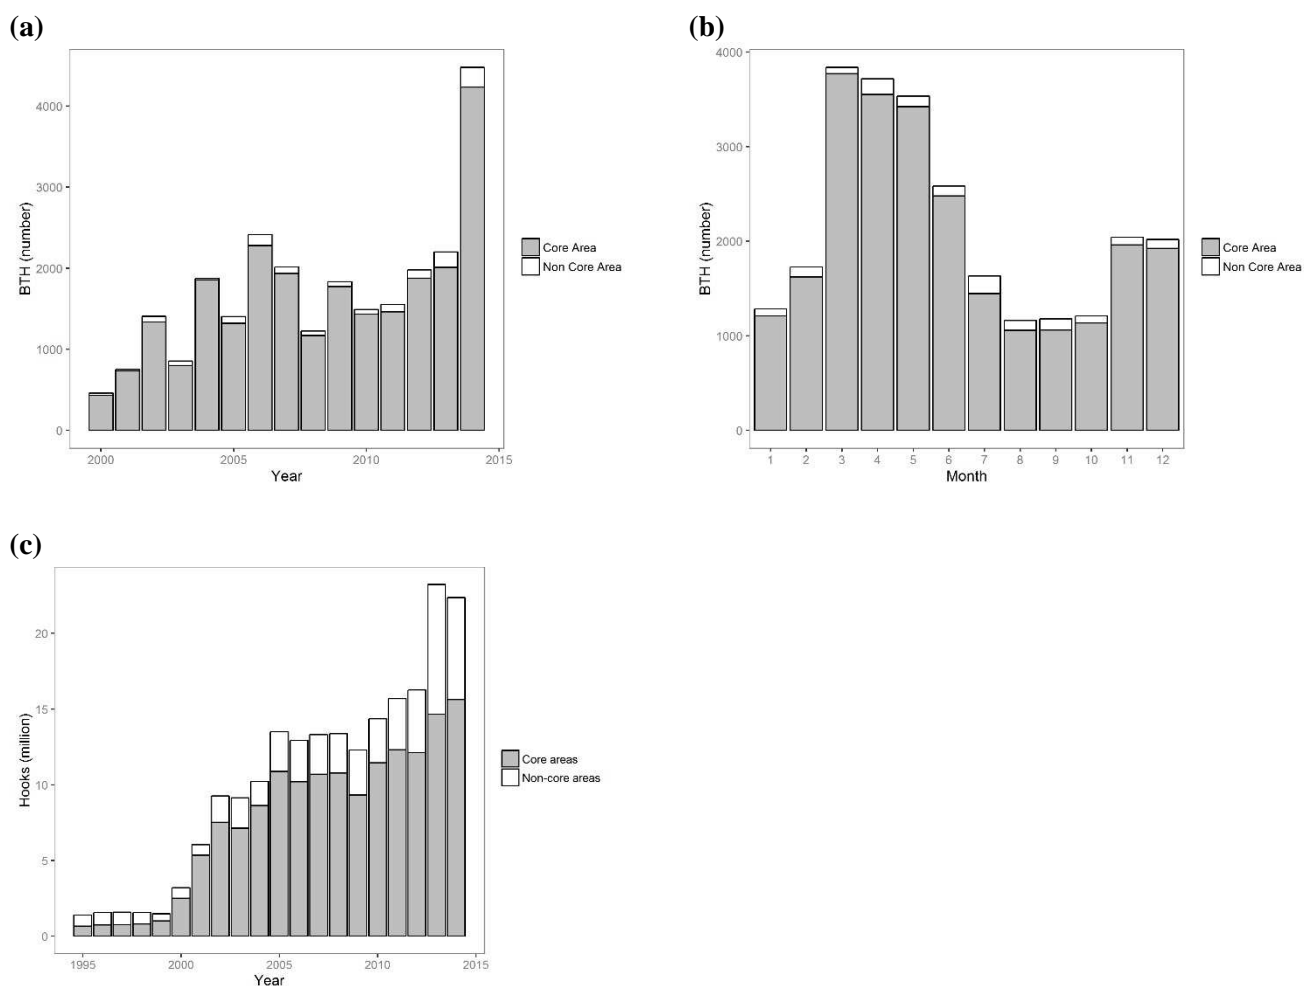 (a)
BTH (number)
4000
3000
2000
1000
0
2000
2005
2010
2015
Year
Core Area
Non Core Area
(b)
BTH (number)
4000
3000
2000
1000
0
1 2 3 4 5 6 7 8 9 10 11 12
Month
Core Area
Non Core Area
(c)
Hooks (million)
20
15
10
5
0
1995
2000
2005
2010
2015
Year
Core areas
Non-core areas